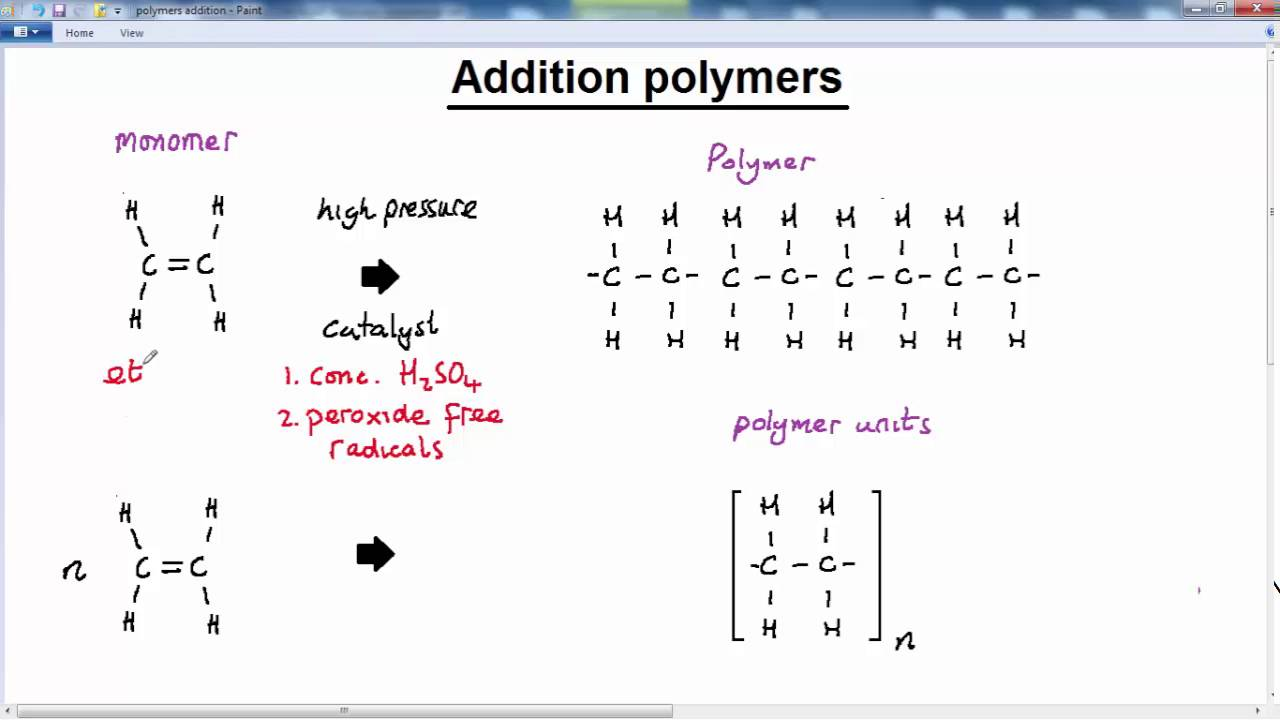 polymers addition - Paint
Home View
Addition polymers
monomer
Polymer
H H
C = C
H H
high pressure
catalyst
1. conc. H₂SO₄
2. peroxide free
radicals
et
H H H H H H H H
- C - C - C - C - C - C - C - C -
H H H H H H H H
polymer units
H H
n C = C
H H
H H
- C - C -
H H
n